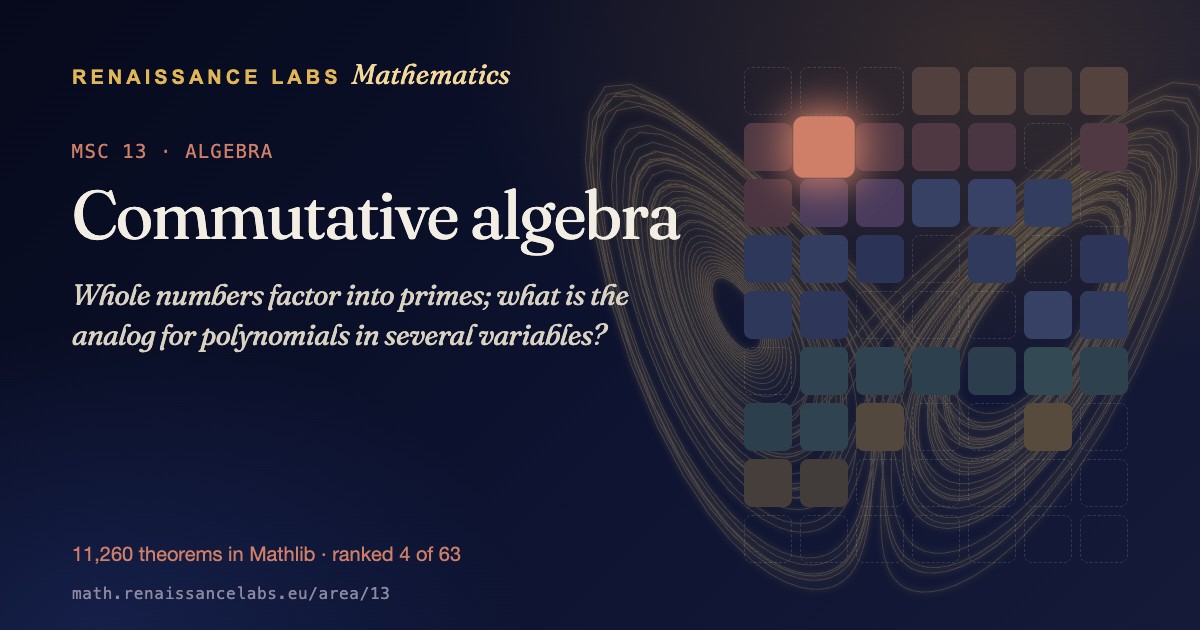 RENAISSANCE LABS Mathematics
MSC 13 · ALGEBRA
Commutative algebra
Whole numbers factor into primes; what is the
analog for polynomials in several variables?
11,260 theorems in Mathlib · ranked 4 of 63
math.renaissancelabs.eu/area/13